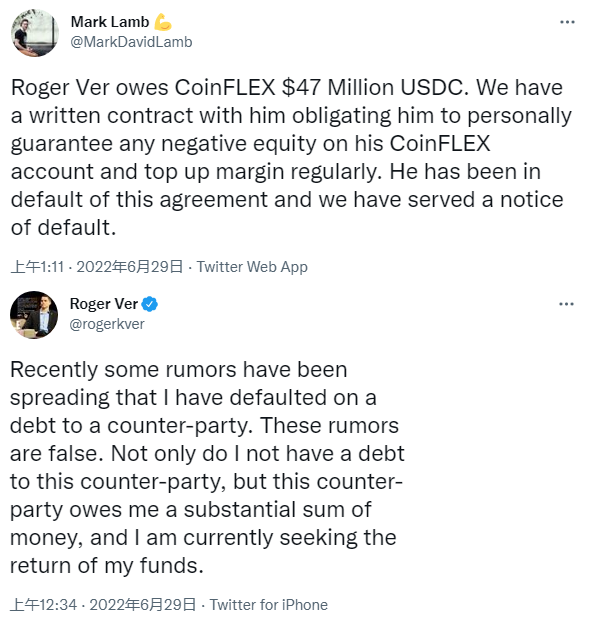 Mark Lamb 💪
@MarkDavidLamb
Roger Ver owes CoinFLEX $47 Million USDC. We have
a written contract with him obligating him to personally
guarantee any negative equity on his CoinFLEX
account and top up margin regularly. He has been in
default of this agreement and we have served a notice
of default.
上午1:11 · 2022年6月29日 · Twitter Web App
Roger Ver
@rogerkver
Recently some rumors have been
spreading that I have defaulted on a
debt to a counter-party. These rumors
are false. Not only do I not have a debt
to this counter-party, but this counter-
party owes me a substantial sum of
money, and I am currently seeking the
return of my funds.
上午12:34 · 2022年6月29日 · Twitter for iPhone